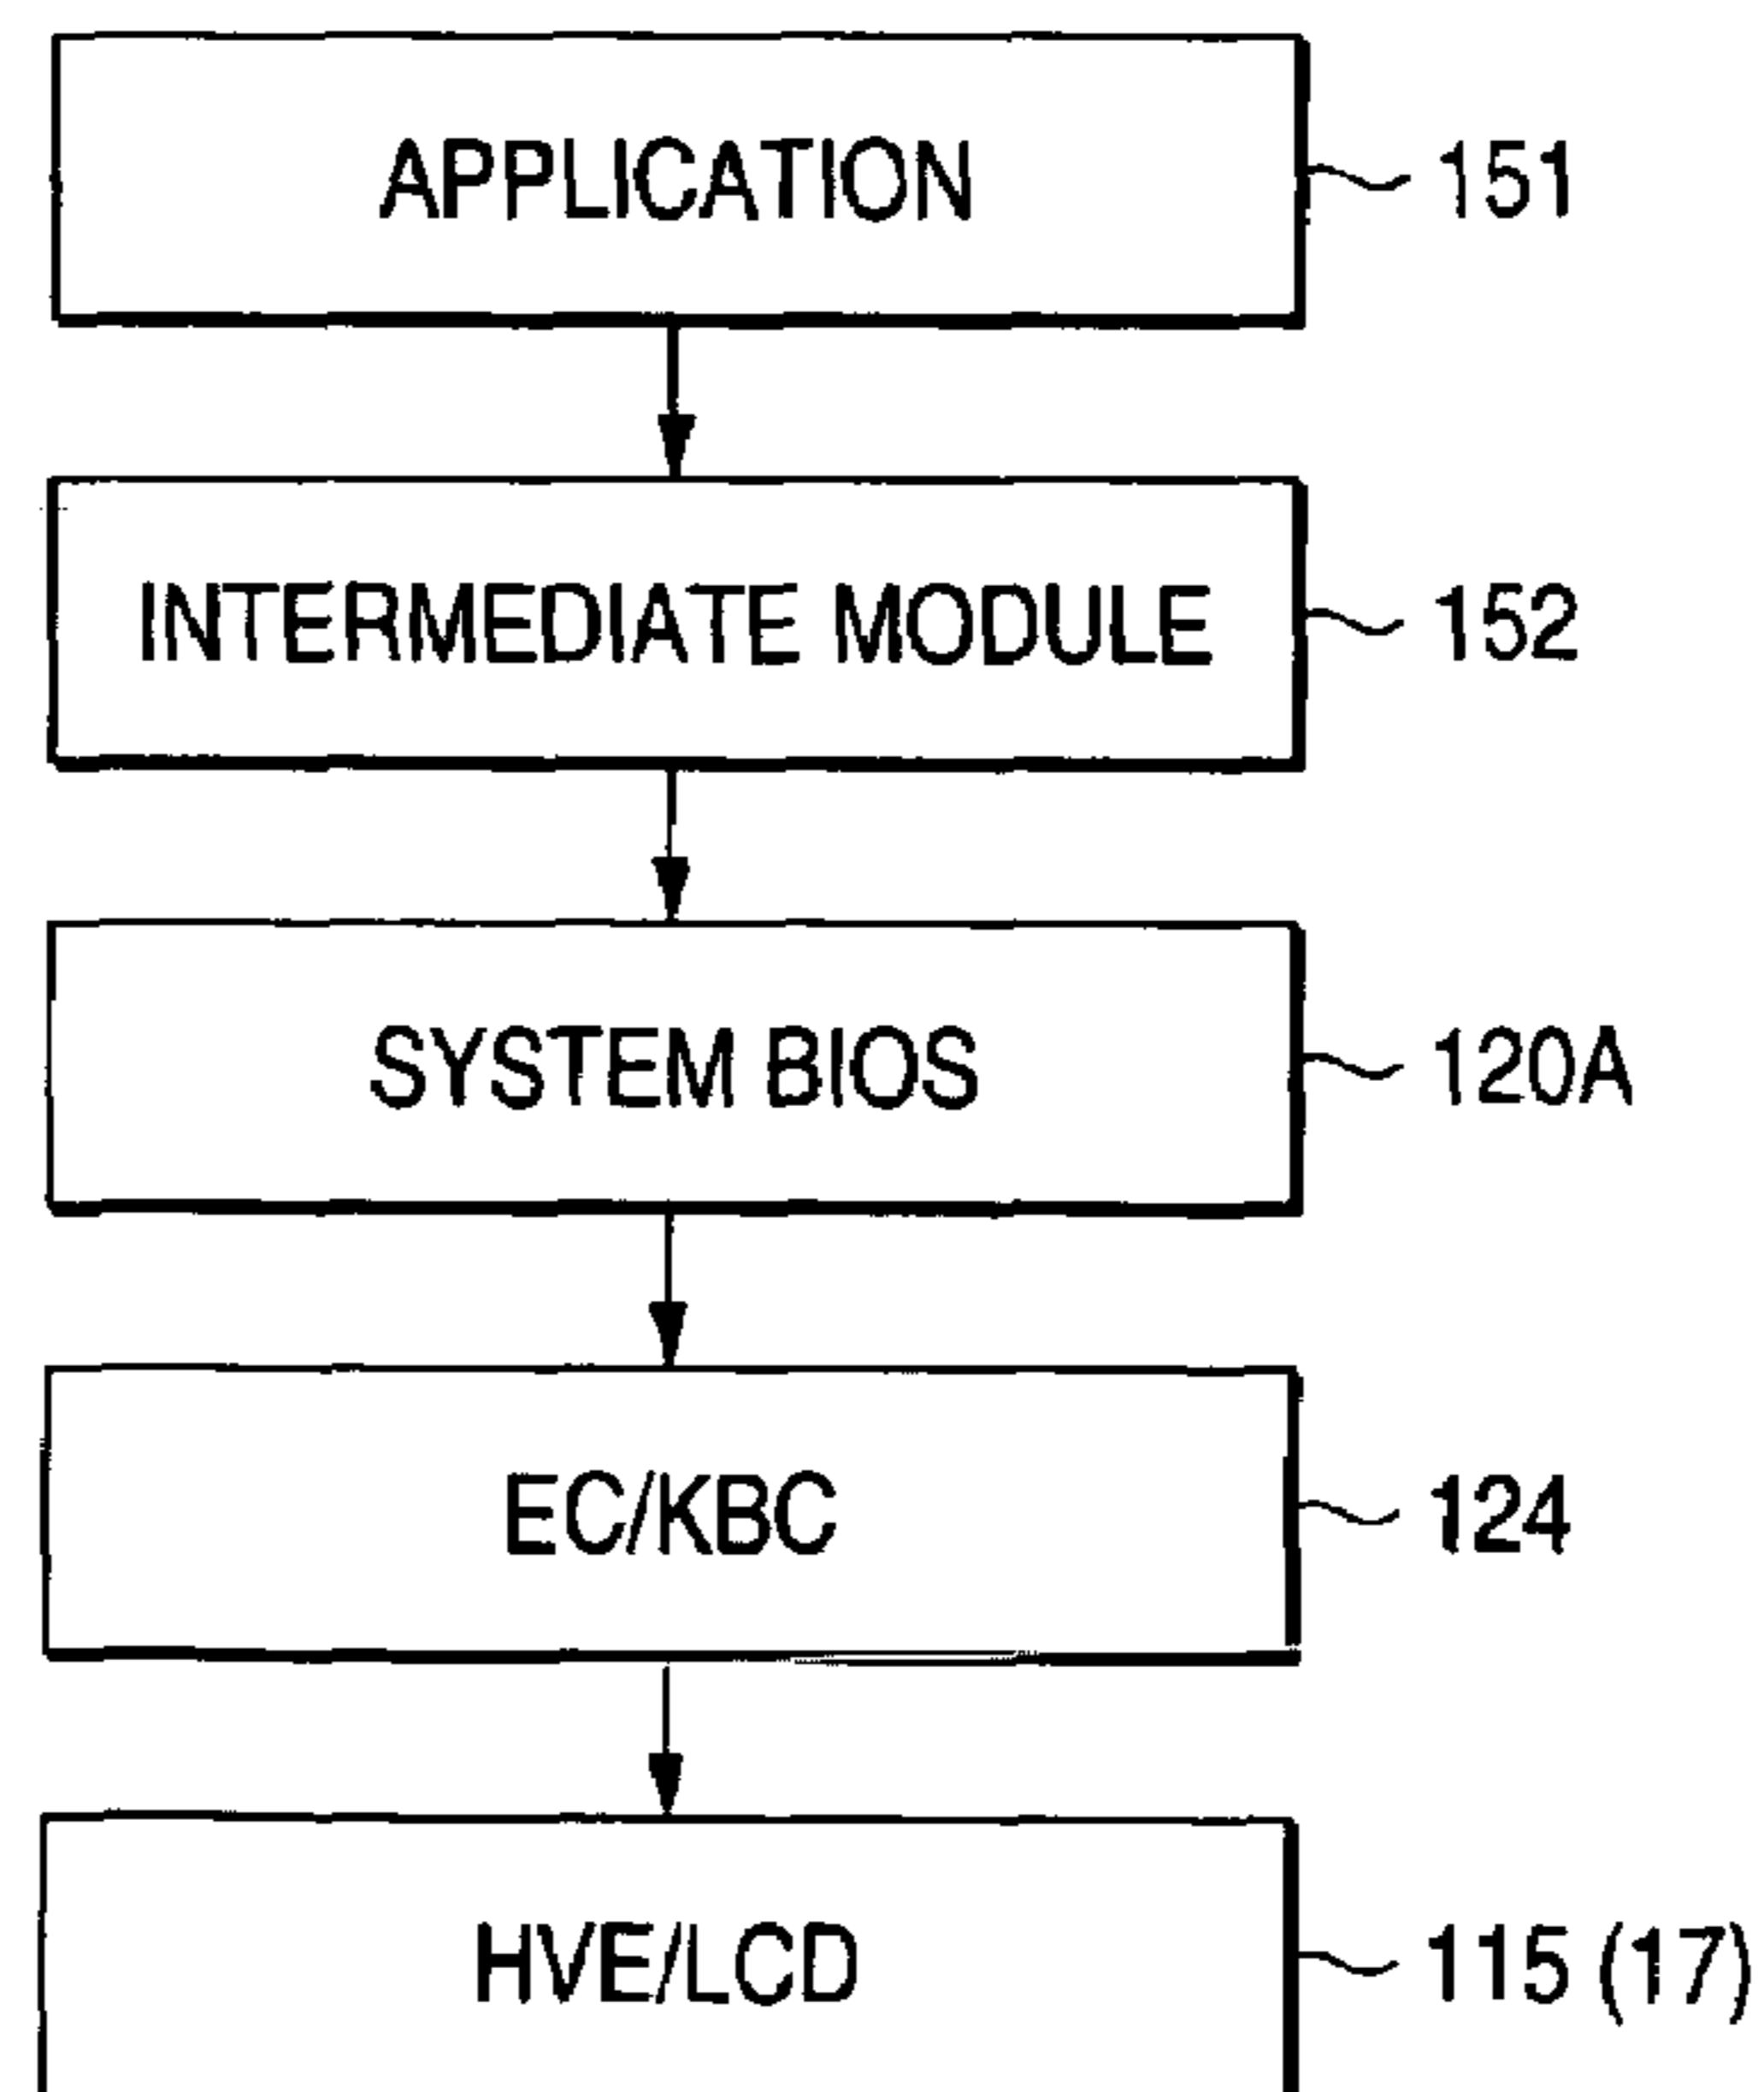 APPLICATION 151
INTERMEDIATE MODULE 152
SYSTEM BIOS 120A
EC/KBC 124
HVE/LCD 115 (17)